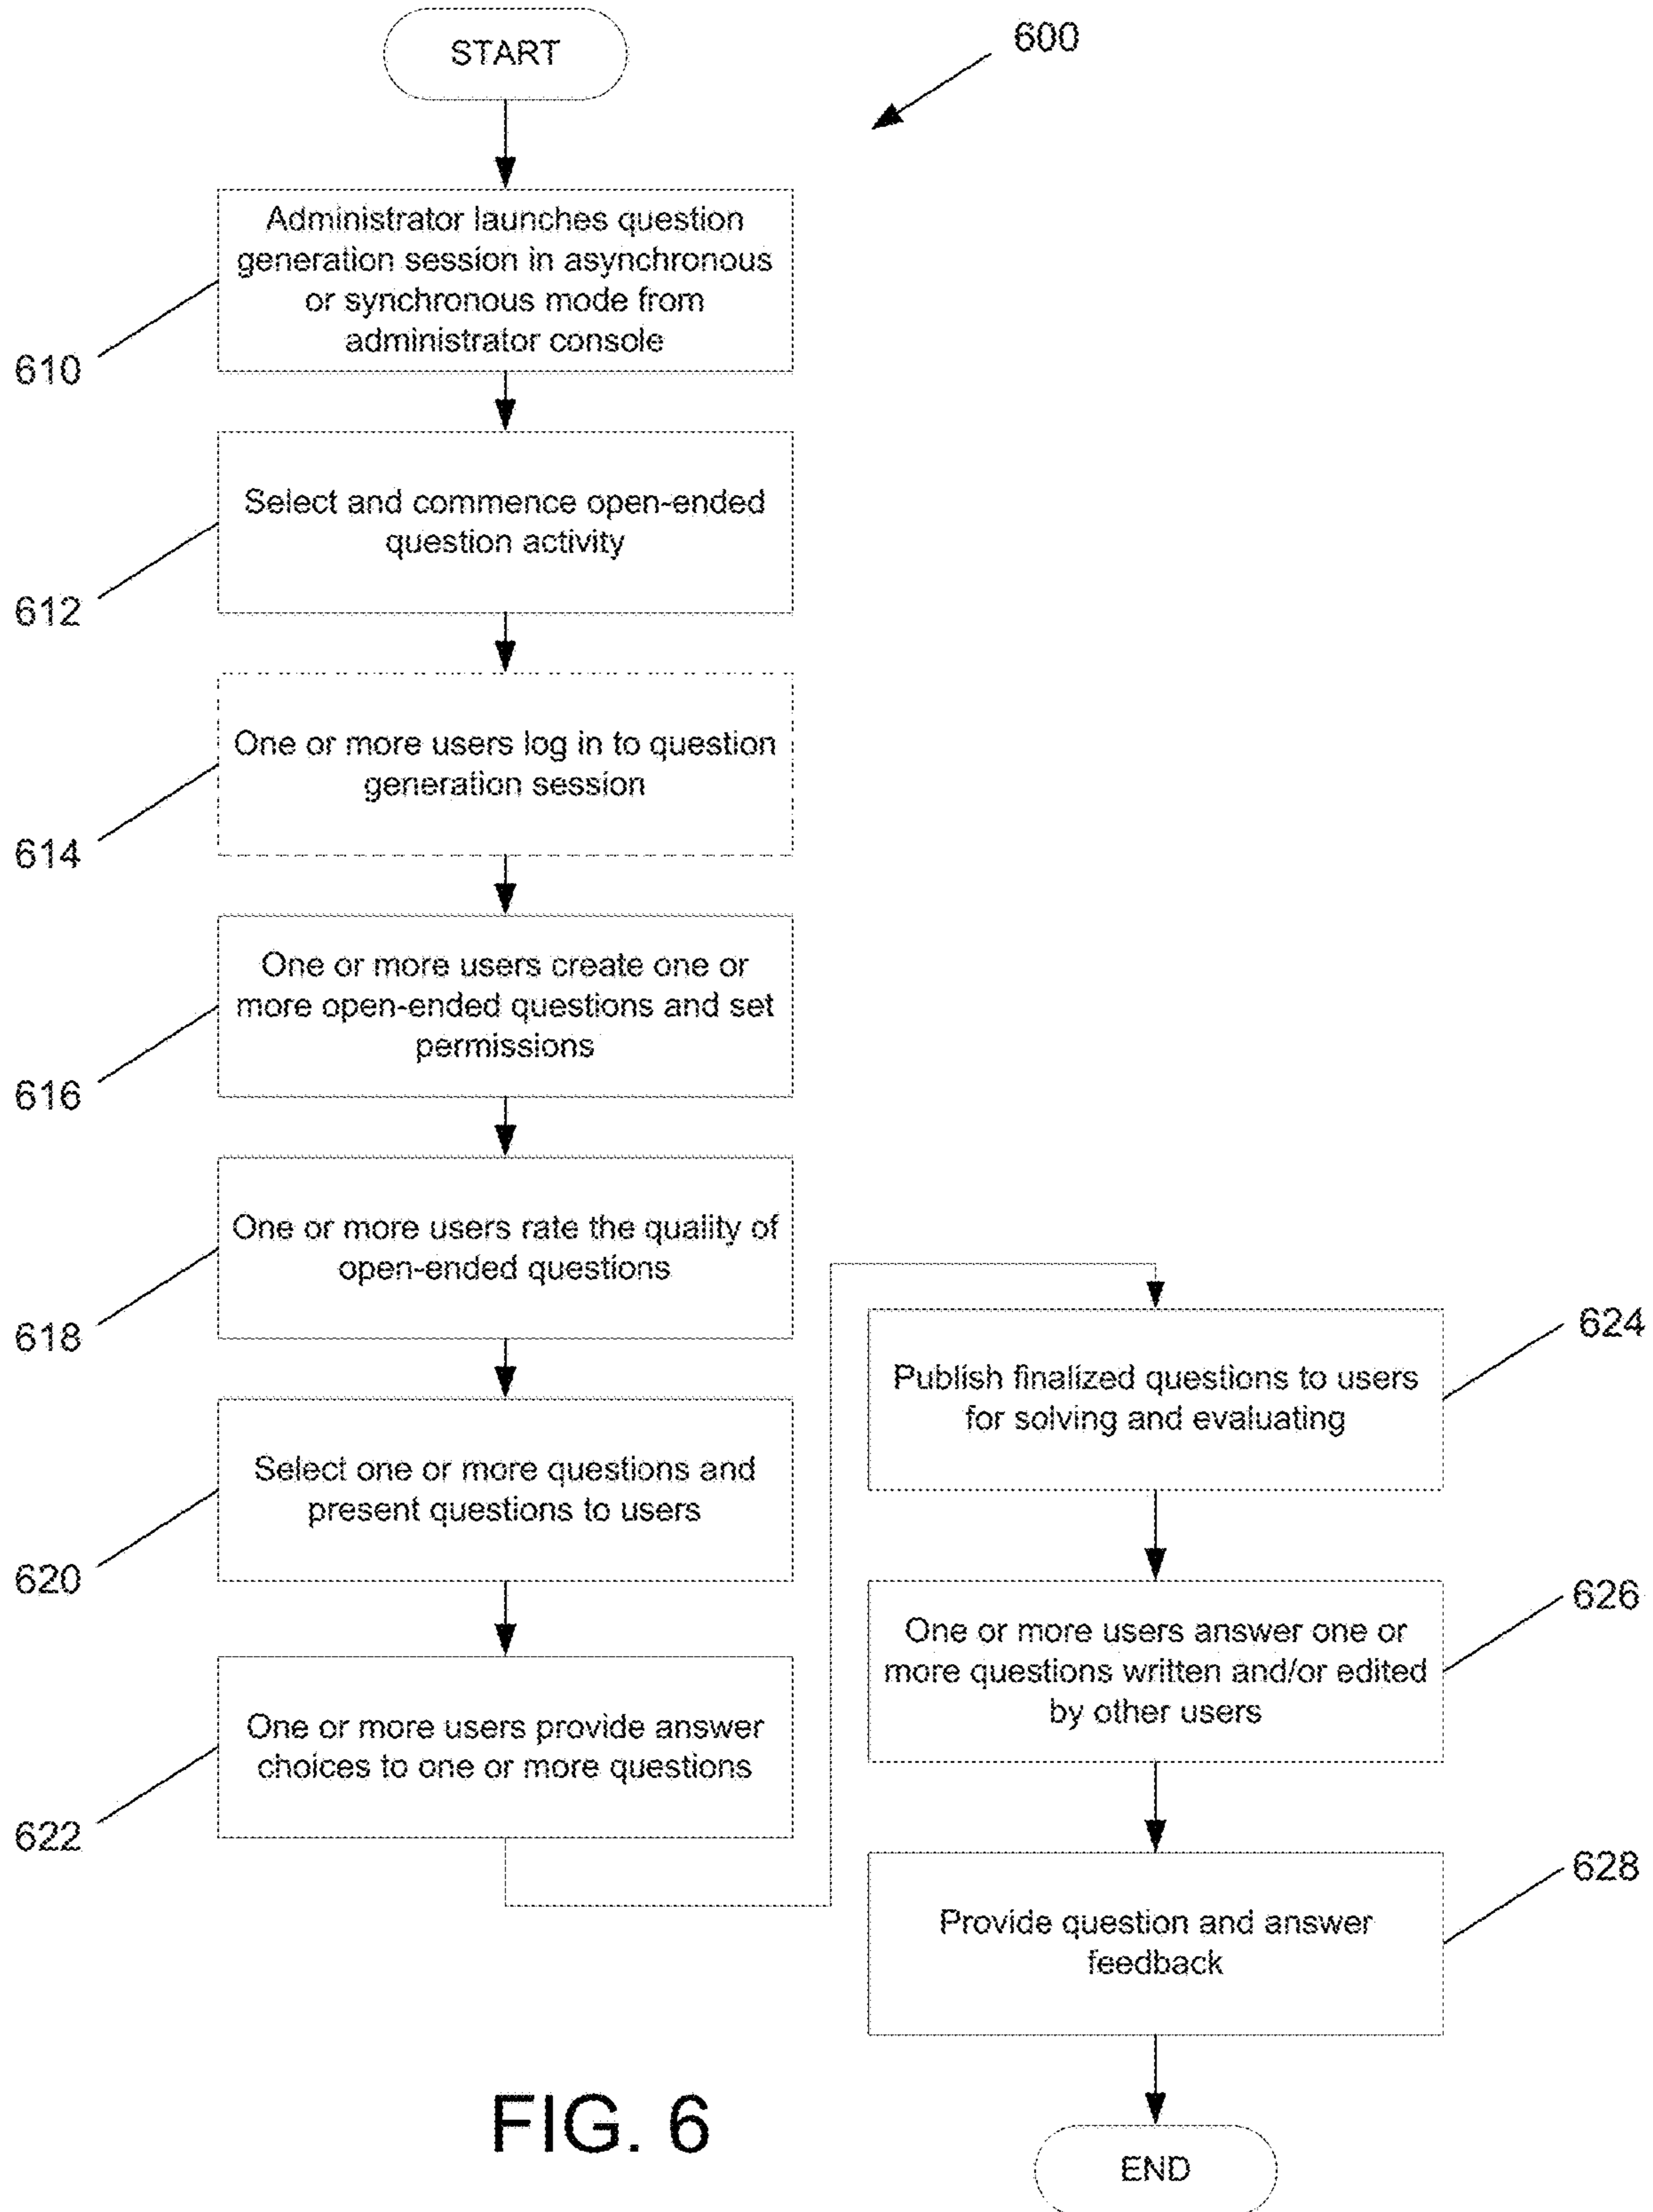 START
600
Administrator launches question
generation session in asynchronous
or synchronous mode from
administrator console
610
Select and commence open-ended
question activity
612
One or more users log in to question
generation session
614
One or more users create one or
more open-ended questions and set
permissions
616
One or more users rate the quality of
open-ended questions
618
Select one or more questions and
present questions to users
620
One or more users provide answer
choices to one or more questions
622
624
Publish finalized questions to users
for solving and evaluating
626
One or more users answer one or
more questions written and/or edited
by other users
628
Provide question and answer
feedback
END
FIG. 6